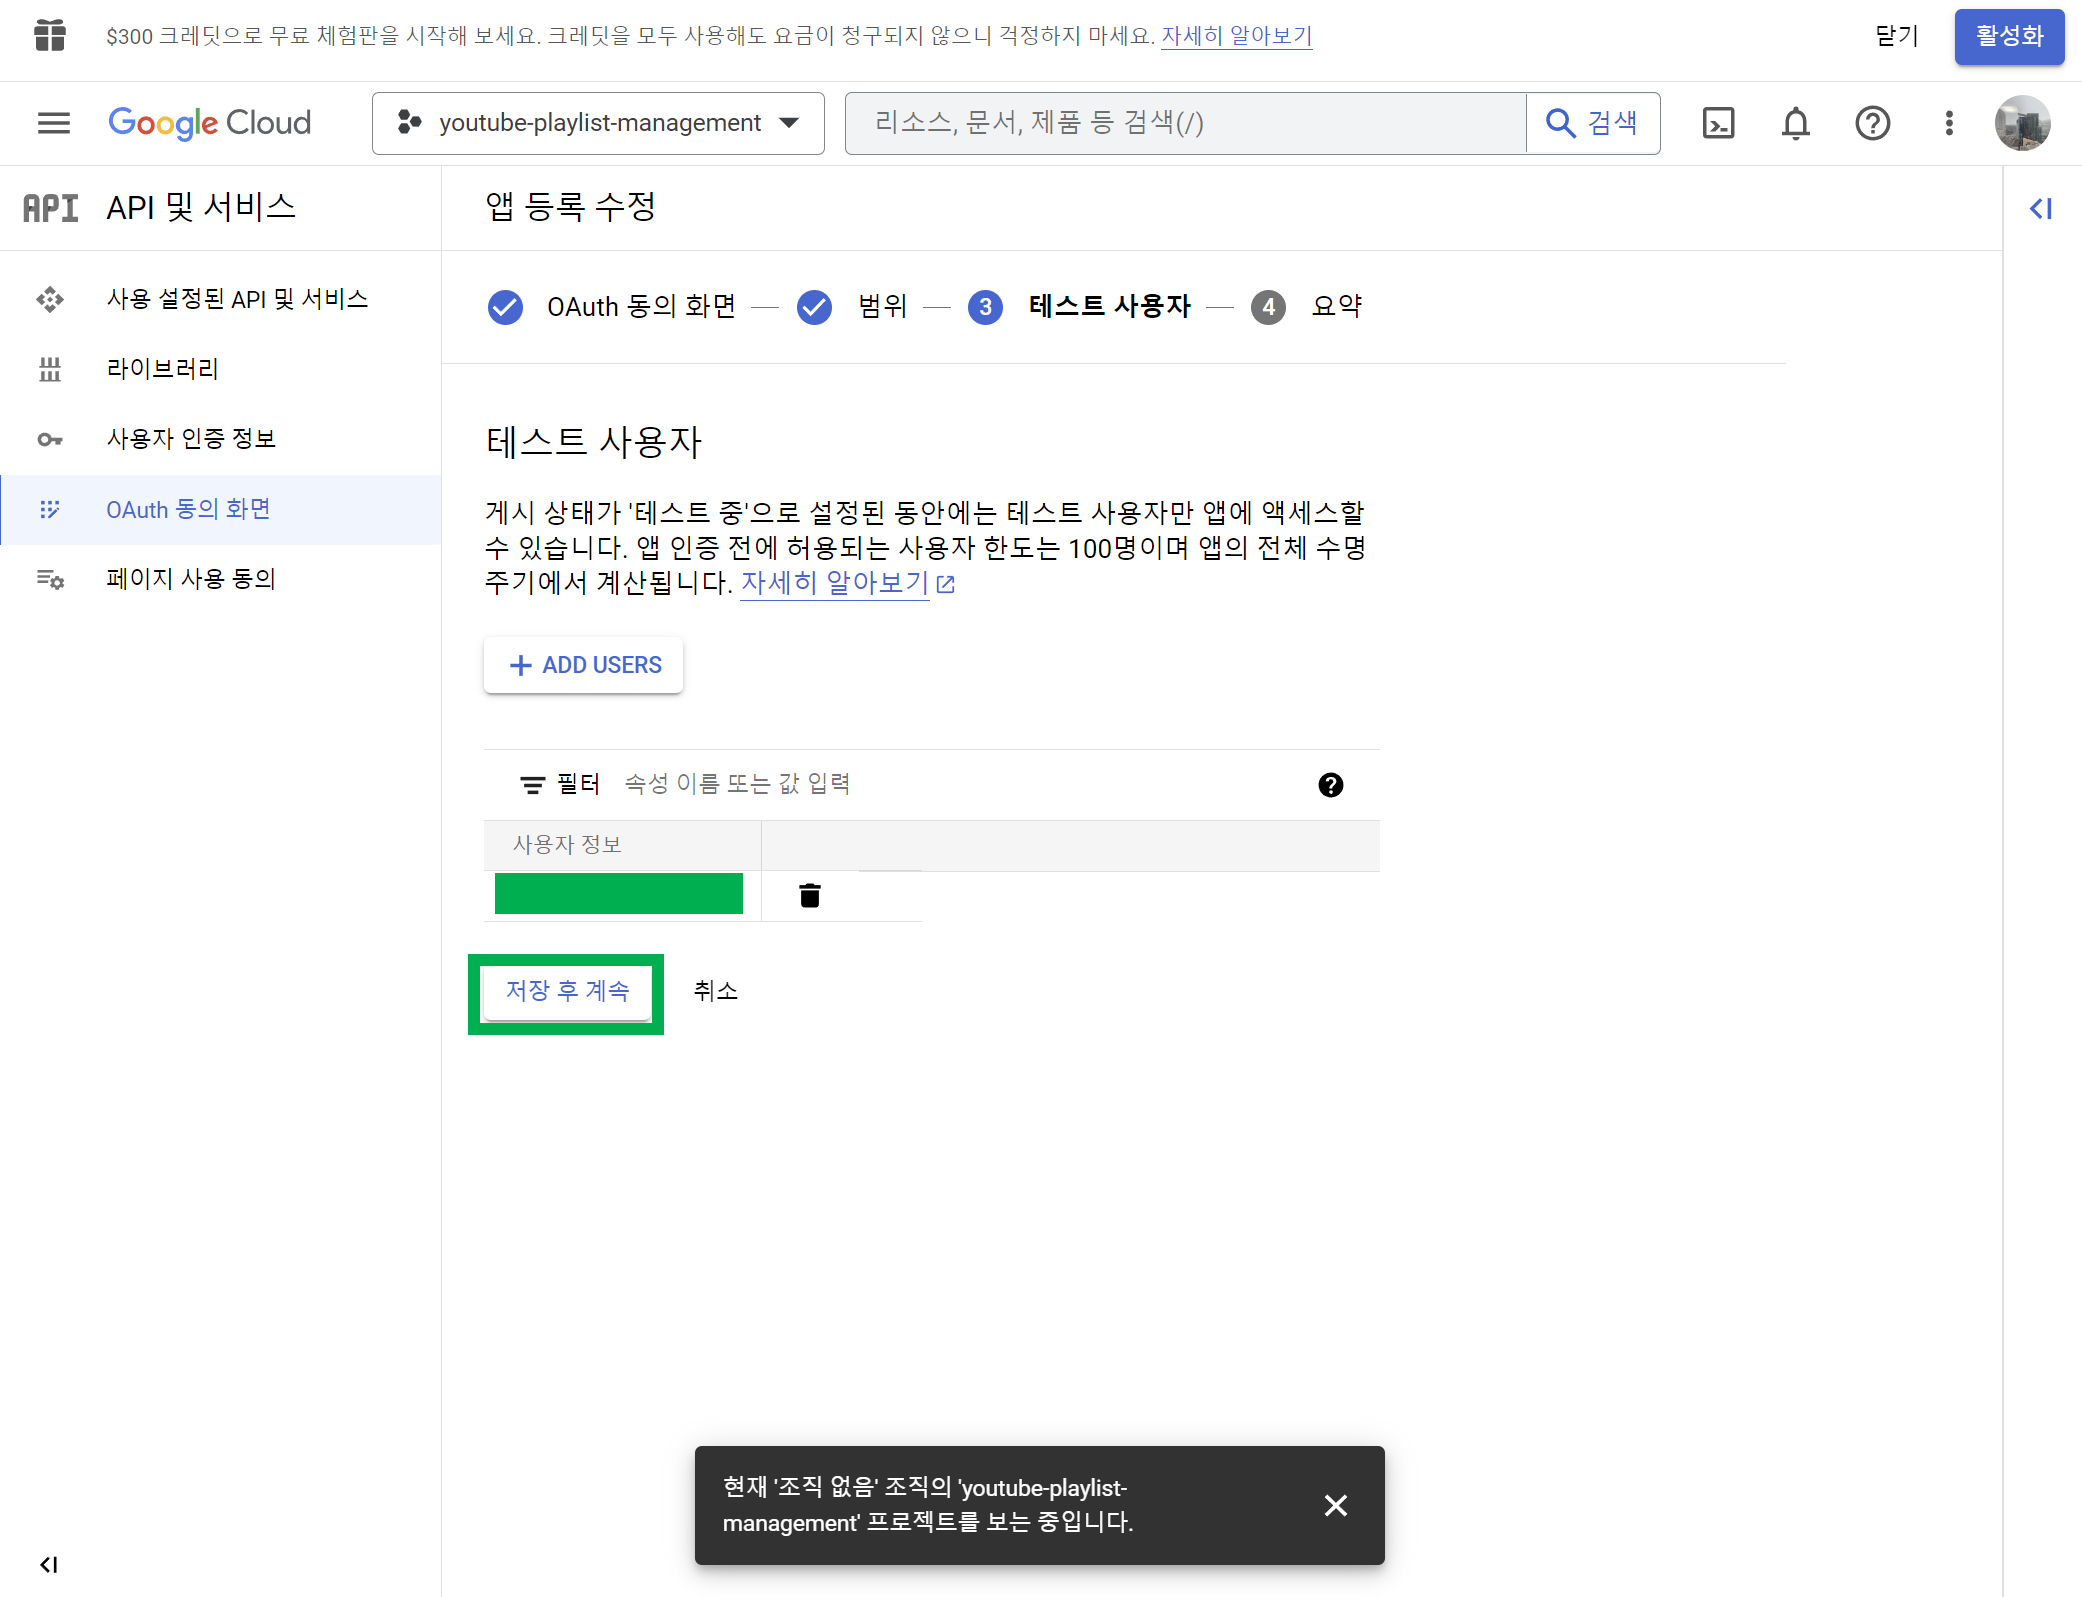 $300 크레딧으로 무료 체험판을 시작해 보세요. 크레딧을 모두 사용해도 요금이 청구되지 않으니 걱정하지 마세요. 자세히 알아보기
닫기
활성화
Google Cloud
youtube-playlist-management
리소스, 문서, 제품 등 검색(/)
검색
API API 및 서비스
앱 등록 수정
사용 설정된 API 및 서비스
라이브러리
사용자 인증 정보
OAuth 동의 화면
페이지 사용 동의
OAuth 동의 화면
범위
3 테스트 사용자
4 요약
테스트 사용자
게시 상태가 '테스트 중'으로 설정된 동안에는 테스트 사용자만 앱에 액세스할
수 있습니다. 앱 인증 전에 허용되는 사용자 한도는 100명이며 앱의 전체 수명
주기에서 계산됩니다. 자세히 알아보기
ADD USERS
필터 속성 이름 또는 값 입력
사용자 정보
저장 후 계속
취소
현재 '조직 없음' 조직의 'youtube-playlist-
management' 프로젝트를 보는 중입니다.